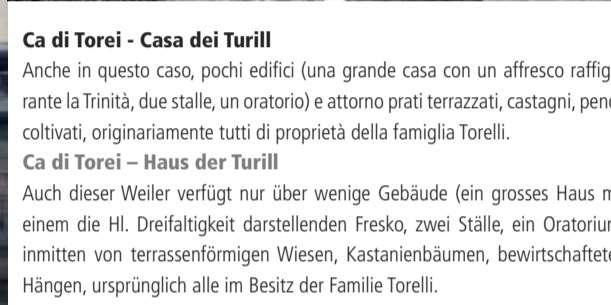 Ca di Torei - Casa dei Turill
Anche in questo caso, pochi edifici (una grande casa con un affresco raffig
rante la Trinità, due stalle, un oratorio) e attorno prati terrazzati, castagni, pend
coltivati, originariamente tutti di proprietà della famiglia Torelli.
Ca di Torei – Haus der Turill
Auch dieser Weiler verfügt nur über wenige Gebäude (ein grosses Haus m
einem die Hl. Dreifaltigkeit darstellenden Fresko, zwei Ställe, ein Oratoriur
inmitten von terrassenförmigen Wiesen, Kastanienbäumen, bewirtschaftete
Hängen, ursprünglich alle im Besitz der Familie Torelli.